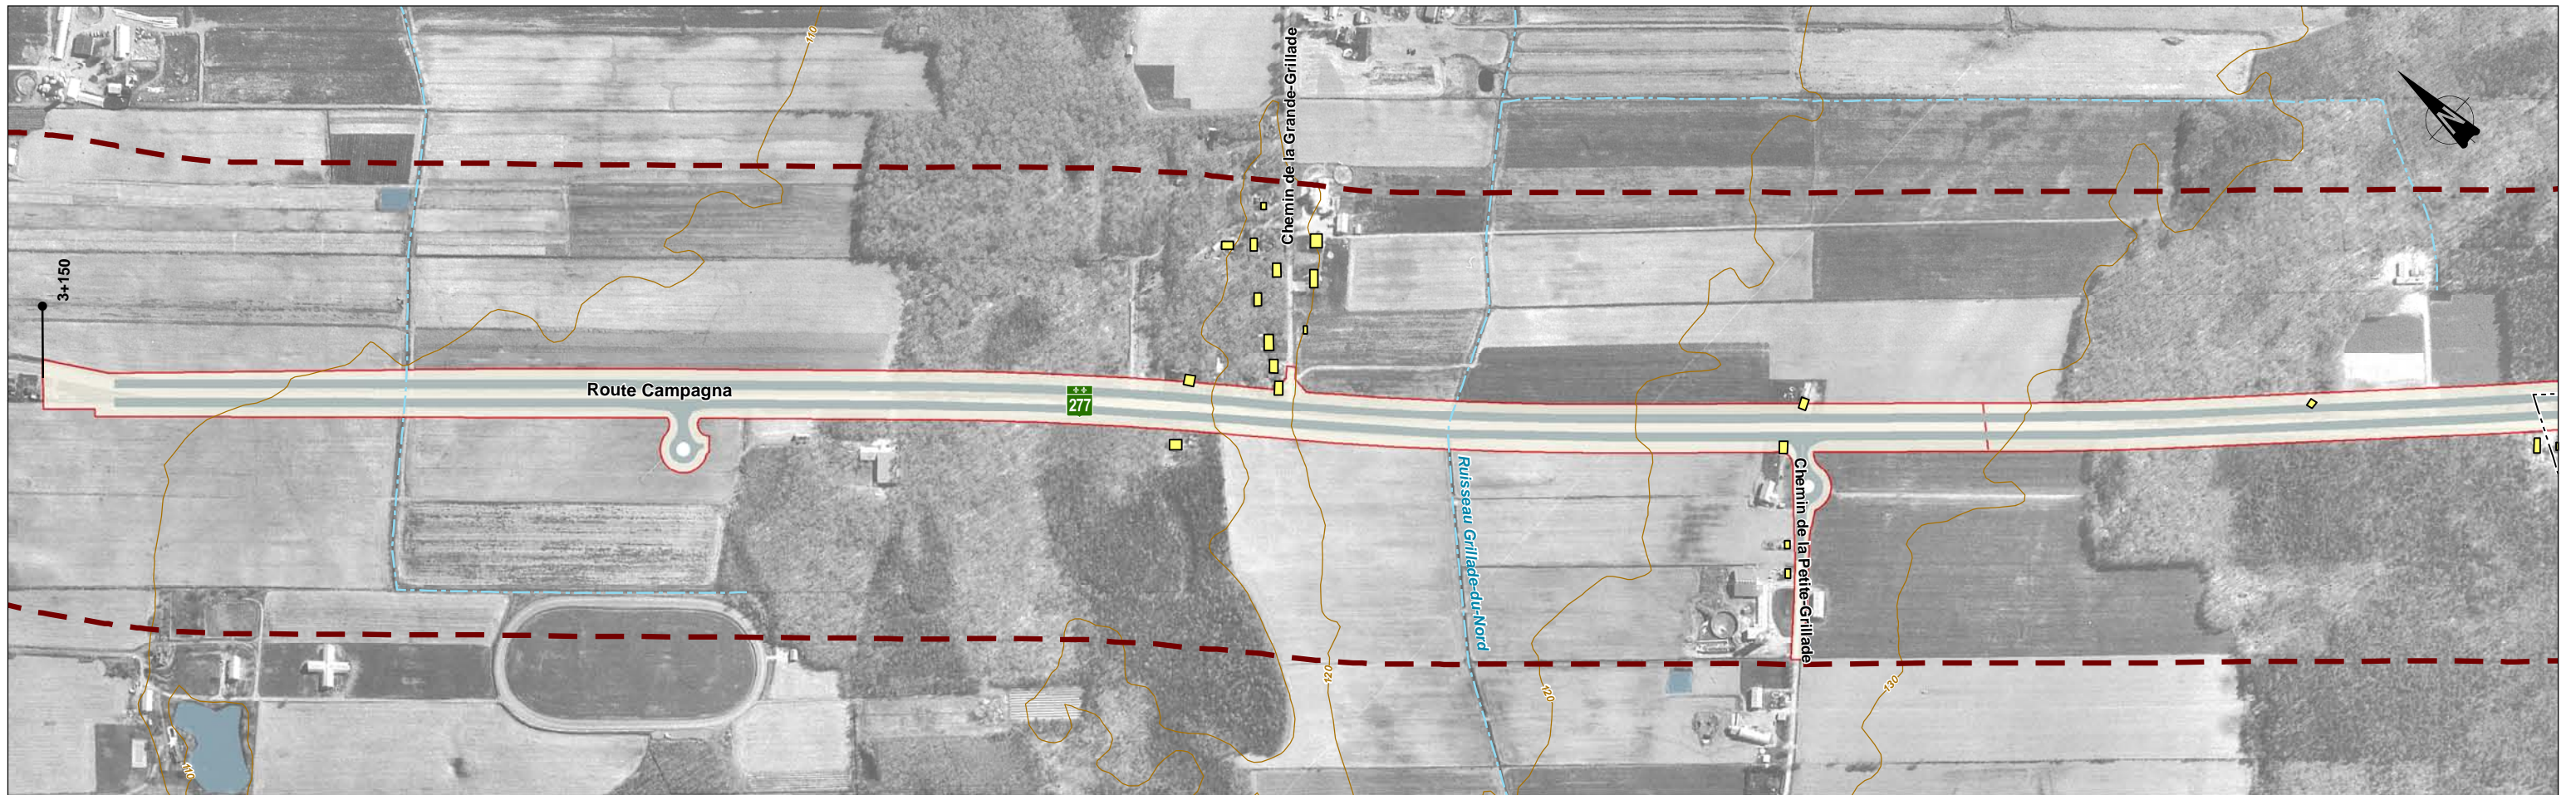 110
Chemin de la Grande-Grillade
N
3+150
Route Campagna
277
Ruisseau Grillade-du-Nord
Chemin de la Petite-Grillade
120
120
130
110